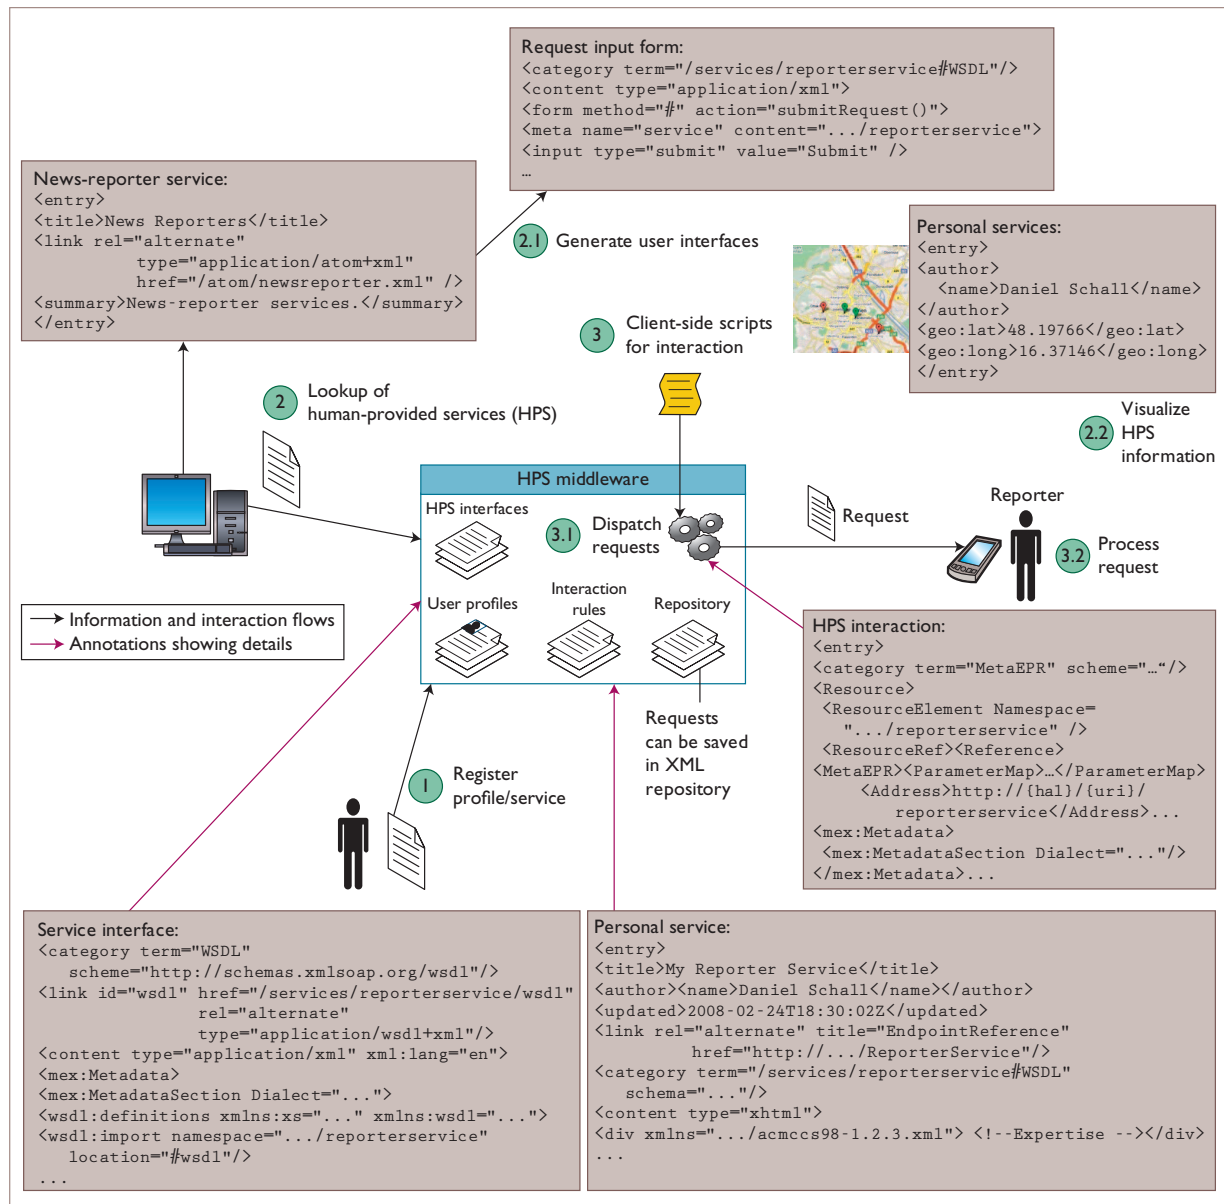 Request input form:
<category term="/services/reporterservice#WSDL"/>
<content type="application/xml">
<form method="#" action="submitRequest()">
<meta name="service" content=".../reporterservice">
<input type="submit" value="Submit" />
…
News-reporter service:
<entry>
<title>News Reporters</title>
<link rel="alternate"
type="application/atom+xml"
href="/atom/newsreporter.xml" />
<summary>News-reporter services.</summary>
</entry>
2.1 Generate user interfaces
Personal services:
<entry>
<author>
<name>Daniel Schall</name>
</author>
<geo:lat>48.19766</geo:lat>
<geo:long>16.37146</geo:long>
</entry>
3 Client-side scripts
for interaction
2 Lookup of
human-provided services (HPS)
2.2 Visualize
HPS
information
HPS middleware
HPS interfaces
3.1 Dispatch
requests
Request
Reporter
3.2 Process
request
User profiles
Interaction
rules
Repository
Information and interaction flows
Annotations showing details
HPS interaction:
<entry>
<category term="MetaEPR" scheme="…“/>
<Resource>
<ResourceElement Namespace=
".../reporterservice" />
<ResourceRef><Reference>
<MetaEPR><ParameterMap>…</ParameterMap>
<Address>http://{hal}/{uri}/
reporterservice</Address>...
<mex:Metadata>
<mex:MetadataSection Dialect="..."/>
</mex:Metadata>...
Requests
can be saved
in XML
repository
1 Register
profile/service
Service interface:
<category term="WSDL"
scheme="http://schemas.xmlsoap.org/wsdl"/>
<link id="wsdl" href="/services/reporterservice/wsdl"
rel="alternate"
type="application/wsdl+xml"/>
<content type="application/xml" xml:lang="en">
<mex:Metadata>
<mex:MetadataSection Dialect="...">
<wsdl:definitions xmlns:xs="..." xmlns:wsdl="...">
<wsdl:import namespace=".../reporterservice"
location="#wsdl"/>
...
Personal service:
<entry>
<title>My Reporter Service</title>
<author><name>Daniel Schall</name></author>
<updated>2008-02-24T18:30:02Z</updated>
<link rel="alternate" title="EndpointReference"
href="http://.../ReporterService"/>
<category term="/services/reporterservice#WSDL"
schema="..."/>
<content type="xhtml">
<div xmlns=".../acmccs98-1.2.3.xml"> <!--Expertise --></div>
...